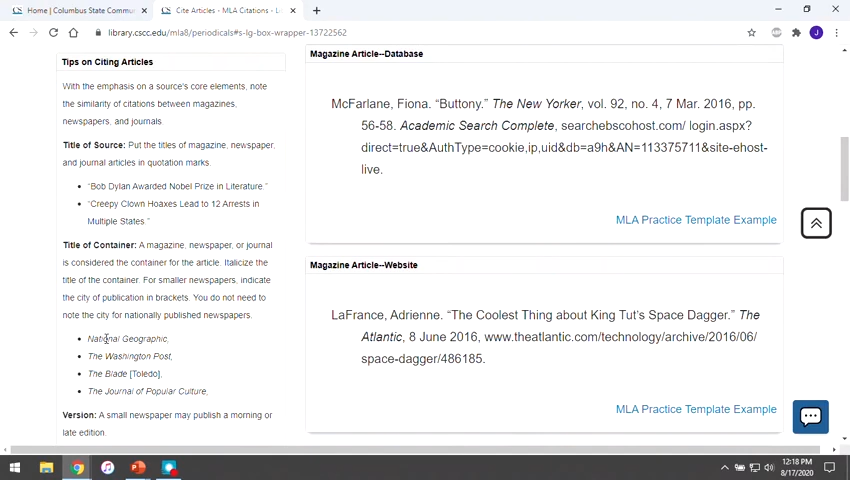 Home | Columbus State Commun
Cite Articles - MLA Citations - L
library.cscc.edu/mla8/periodicals#s-lg-box-wrapper-13722562
J
Tips on Citing Articles
With the emphasis on a source's core elements, note
the similarity of citations between magazines,
newspapers, and journals.
Title of Source: Put the titles of magazine, newspaper,
and journal articles in quotation marks.
• "Bob Dylan Awarded Nobel Prize in Literature."
• "Creepy Clown Hoaxes Lead to 12 Arrests in
Multiple States."
Title of Container: A magazine, newspaper, or journal
is considered the container for the article. Italicize the
title of the container. For smaller newspapers, indicate
the city of publication in brackets. You do not need to
note the city for nationally published newspapers.
• National Geographic,
• The Washington Post,
• The Blade [Toledo],
• The Journal of Popular Culture,
Version: A small newspaper may publish a morning or
late edition.
Magazine Article--Database
McFarlane, Fiona. “Buttony.” The New Yorker, vol. 92, no. 4, 7 Mar. 2016, pp.
56-58. Academic Search Complete, searchebscohost.com/ login.aspx?
direct=true&AuthType=cookie,ip,uid&db=a9h&AN=113375711&site-ehost-
live.
MLA Practice Template Example
Magazine Article--Website
LaFrance, Adrienne. “The Coolest Thing about King Tut’s Space Dagger.” The
Atlantic, 8 June 2016, www.theatlantic.com/technology/archive/2016/06/
space-dagger/486185.
MLA Practice Template Example
12:18 PM
8/17/2020